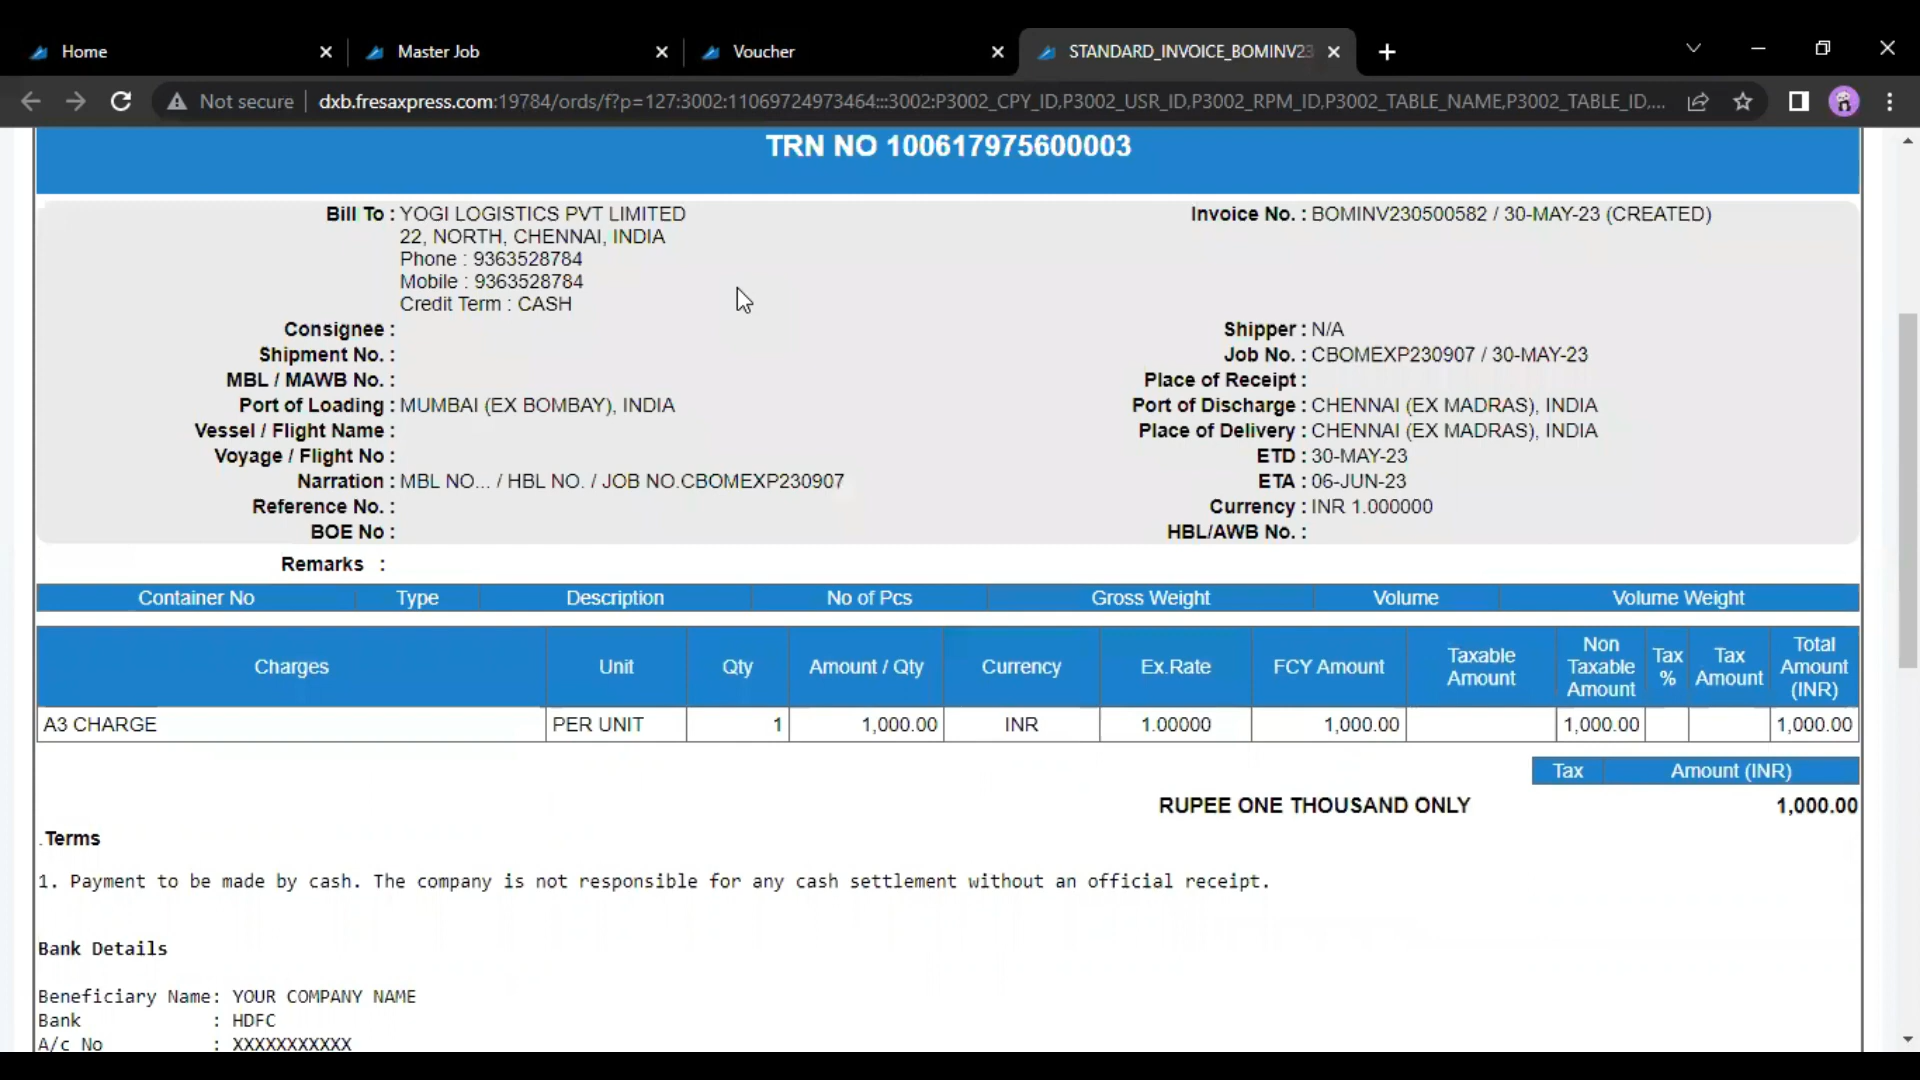 Home
Master Job
Voucher
STANDARD_INVOICE_BOMINV23
Not secure
dxb.fresaxpress.com:19784/ords/f?p=127:3002:11069724973464:::3002:P3002_CPY_ID,P3002_USR_ID,P3002_RPM_ID,P3002_TABLE_NAME,P3002_TABLE_ID,...
TRN NO 100617975600003
Bill To : YOGI LOGISTICS PVT LIMITED
22, NORTH, CHENNAI, INDIA
Phone : 9363528784
Mobile : 9363528784
Credit Term : CASH
Invoice No. : BOMINV230500582 / 30-MAY-23 (CREATED)
Consignee :
Shipper : N/A
Shipment No. :
Job No. : CBOMEXP230907 / 30-MAY-23
MBL / MAWB No. :
Place of Receipt :
Port of Loading : MUMBAI (EX BOMBAY), INDIA
Port of Discharge : CHENNAI (EX MADRAS), INDIA
Vessel / Flight Name :
Place of Delivery : CHENNAI (EX MADRAS), INDIA
Voyage / Flight No :
ETD : 30-MAY-23
Narration : MBL NO... / HBL NO. / JOB NO.CBOMEXP230907
ETA : 06-JUN-23
Reference No. :
Currency : INR 1.000000
BOE No :
HBL/AWB No. :
Remarks :
Container No Type Description No of Pcs Gross Weight Volume Volume Weight
Charges Unit Qty Amount / Qty Currency Ex.Rate FCY Amount Taxable Amount Non Taxable Amount Tax % Tax Amount Total Amount (INR)
A3 CHARGE PER UNIT 1 1,000.00 INR 1.00000 1,000.00 1,000.00 1,000.00
Tax Amount (INR)
RUPEE ONE THOUSAND ONLY 1,000.00
.Terms
1. Payment to be made by cash. The company is not responsible for any cash settlement without an official receipt.
Bank Details
Beneficiary Name: YOUR COMPANY NAME
Bank : HDFC
A/c No : XXXXXXXXXXX